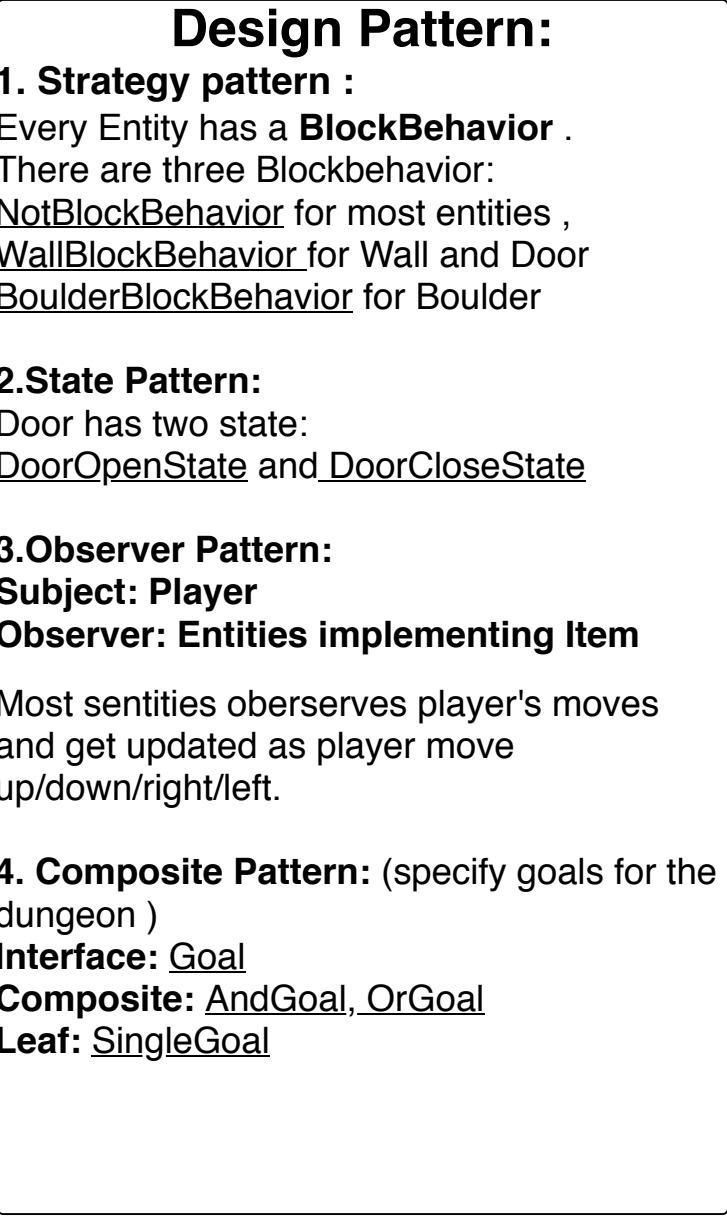 Design Pattern:
1. Strategy pattern :
Every Entity has a BlockBehavior .
There are three Blockbehavior:
NotBlockBehavior for most entities ,
WallBlockBehavior for Wall and Door
BoulderBlockBehavior for Boulder
2.State Pattern:
Door has two state:
DoorOpenState and DoorCloseState
3.Observer Pattern:
Subject: Player
Observer: Entities implementing Item
Most sentities oberserves player's moves
and get updated as player move
up/down/right/left.
4. Composite Pattern: (specify goals for the
dungeon )
Interface: Goal
Composite: AndGoal, OrGoal
Leaf: SingleGoal